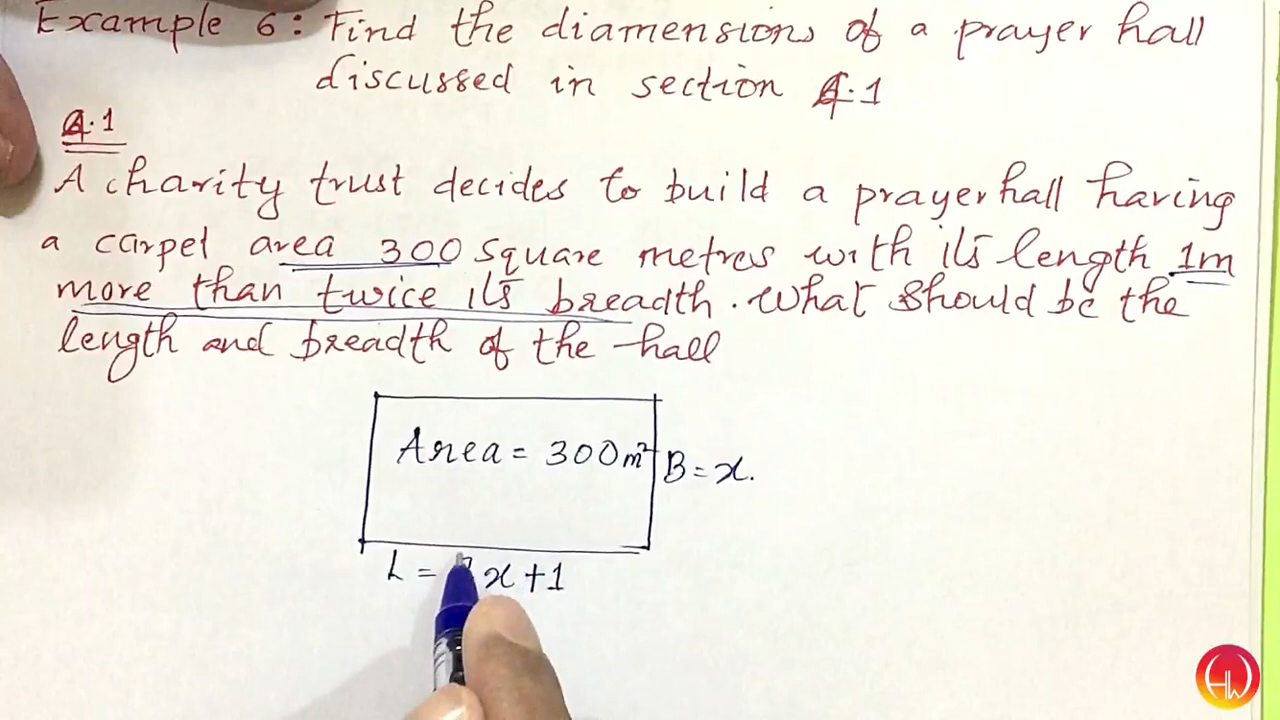 Example 6: Find the diamensions of a prayer hall
discussed in section 4.1
4.1
A charity trust decides to build a prayer hall having
a carpet area 300 square metres with its length 1m
more than twice its breadth. What should be the
length and breadth of the hall
Area = 300m²
B = x.
L = x + 1